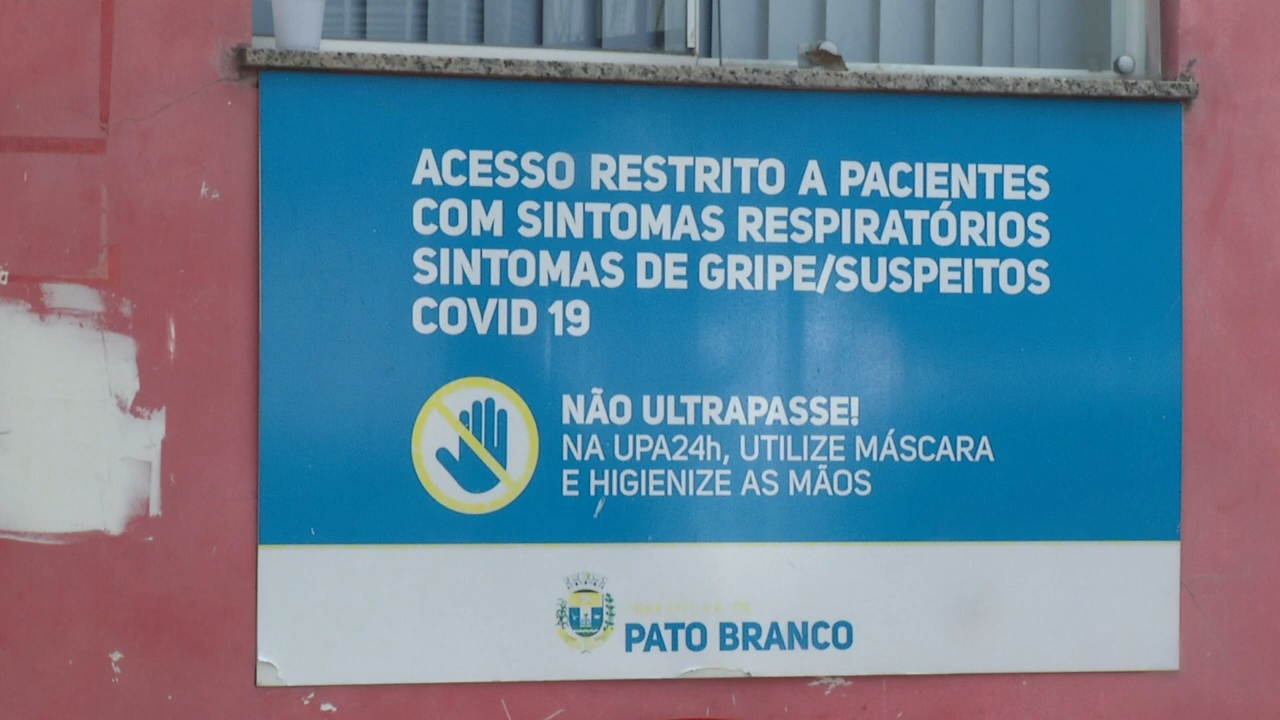 ACESSO RESTRITO A PACIENTES
COM SINTOMAS RESPIRATÓRIOS
SINTOMAS DE GRIPE/SUSPEITOS
COVID 19
NÃO ULTRAPASSE!
NA UPA24h, UTILIZE MÁSCARA
E HIGIENIZE AS MÃOS
PATO BRANCO